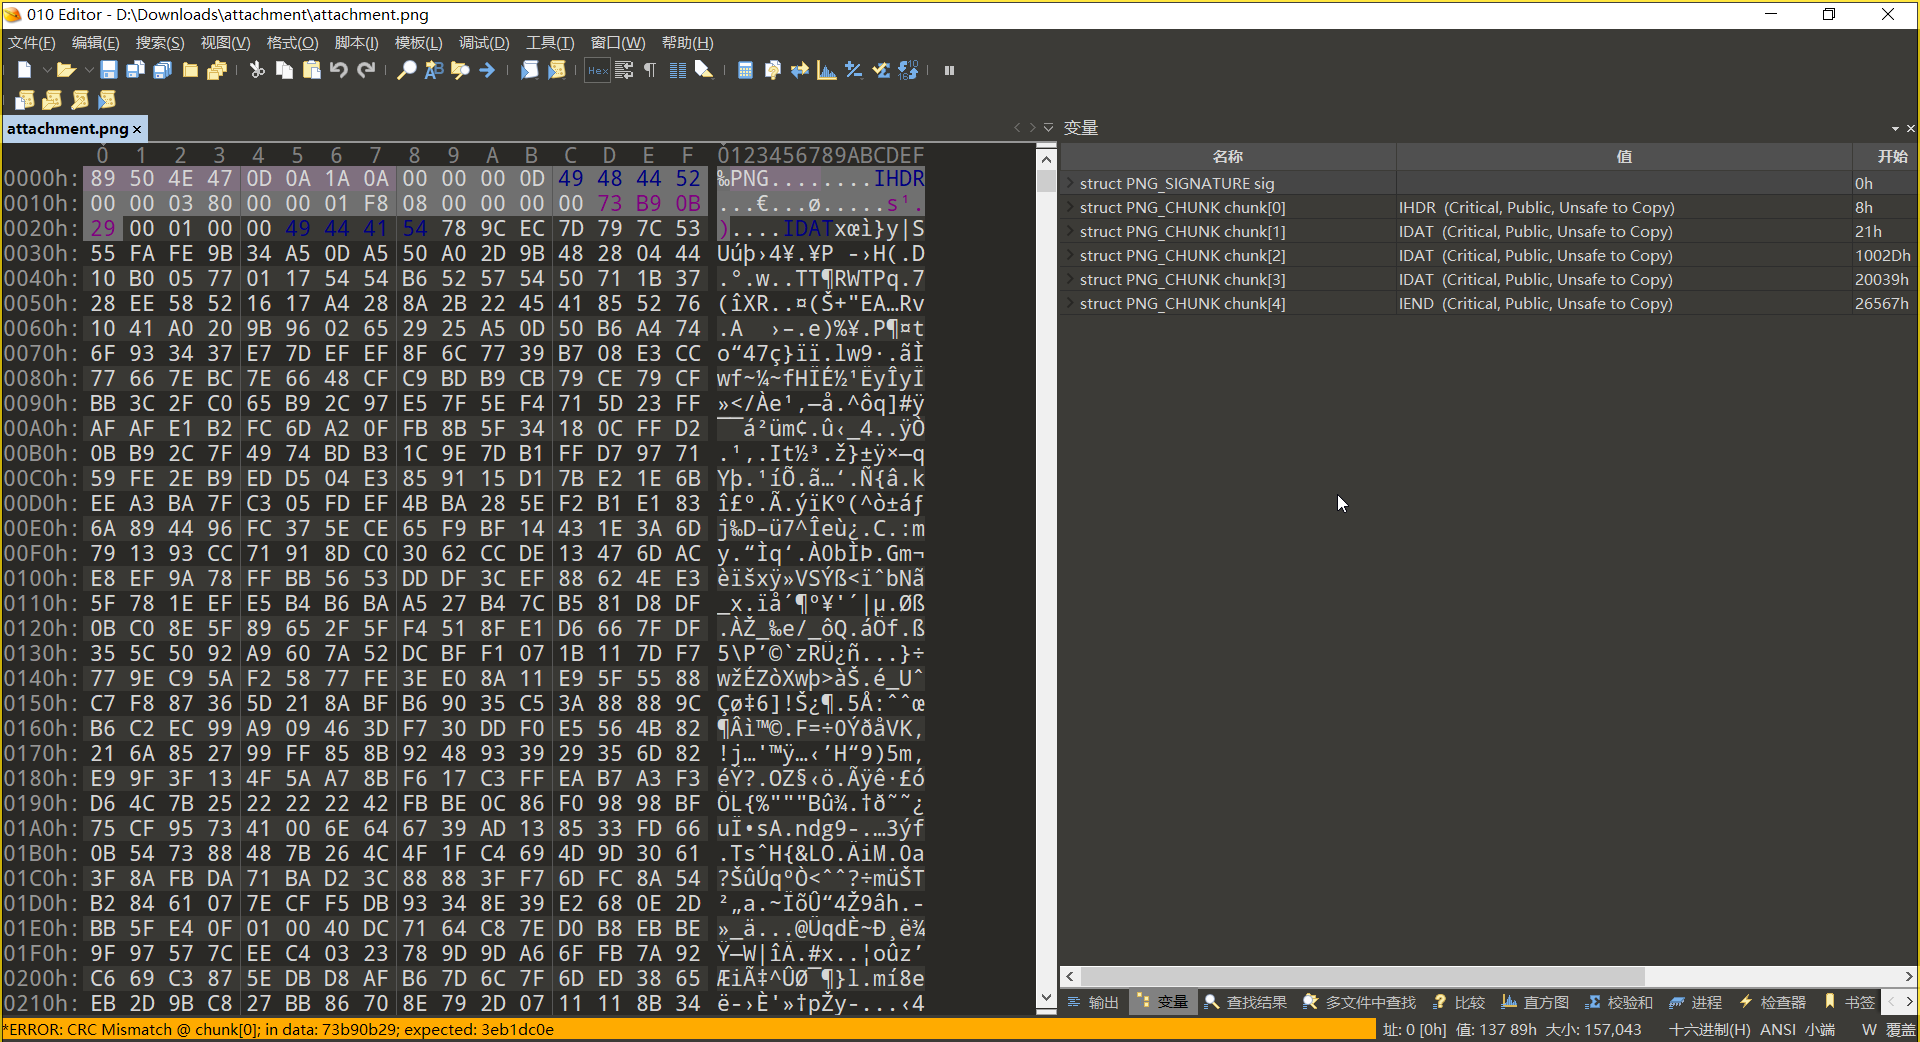 010 Editor - D:\Downloads\attachment\attachment.png
文件(F) 编辑(E) 搜索(S) 视图(V) 格式(O) 脚本(I) 模板(L) 调试(D) 工具(T) 窗口(W) 帮助(H)
Hex
attachment.png ×
变量
0 1 2 3 4 5 6 7 8 9 A B C D E F 0123456789ABCDEF
名称 值 开始
0000h: 89 50 4E 47 0D 0A 1A 0A 00 00 00 0D 49 48 44 52 ‰PNG........IHDR
0010h: 00 00 03 80 00 00 01 F8 08 00 00 00 00 73 B9 0B ...€...ø.....s¹.
0020h: 29 00 01 00 00 49 44 41 54 78 9C EC 7D 79 7C 53 )....IDATxœì}y|S
0030h: 55 FA FE 9B 34 A5 0D A5 50 A0 2D 9B 48 28 04 44 Uúþ›4¥.¥P -›H(.D
0040h: 10 B0 05 77 01 17 54 54 B6 52 57 54 50 71 1B 37 .°.w..TT¶RWTPq.7
0050h: 28 EE 58 52 16 17 A4 28 8A 2B 22 45 41 85 52 76 (îXR..¤(Š+"EA…Rv
0060h: 10 41 A0 20 9B 96 02 65 29 25 A5 0D 50 B6 A4 74 .A  ›–.e)%¥.P¶¤t
0070h: 6F 93 34 37 E7 7D EF EF 8F 6C 77 39 B7 08 E3 CC o“47ç}ïï.lw9·.ãÌ
0080h: 77 66 7E BC 7E 66 48 CF C9 BD B9 CB 79 CE 79 CF wf~¼~fHÏÉ½¹ËyÎyÏ
0090h: BB 3C 2F C0 65 B9 2C 97 E5 7F 5E F4 71 5D 23 FF »</Àe¹,—å.^ôq]#ÿ
00A0h: AF AF E1 B2 FC 6D A2 0F FB 8B 5F 34 18 0C FF D2 ¯¯á²üm¢.û‹_4..ÿÒ
00B0h: 0B B9 2C 7F 49 74 BD B3 1C 9E 7D B1 FF D7 97 71 .¹,.It½³.ž}±ÿ×—q
00C0h: 59 FE 2E B9 ED D5 04 E3 85 91 15 D1 7B E2 1E 6B Yþ.¹íÕ.ã…‘.Ñ{â.k
00D0h: EE A3 BA 7F C3 05 FD EF 4B BA 28 5E F2 B1 E1 83 î£º.Ã.ýïKº(^ò±áƒ
00E0h: 6A 89 44 96 FC 37 5E CE 65 F9 BF 14 43 1E 3A 6D j‰D–ü7^Îeù¿.C.:m
00F0h: 79 13 93 CC 71 91 8D C0 30 62 CC DE 13 47 6D AC y.“Ìq‘.À0bÌÞ.Gm¬
0100h: E8 EF 9A 78 FF BB 56 53 DD DF 3C EF 88 62 4E E3 èïšxÿ»VSÝß<ïˆbNã
0110h: 5F 78 1E EF E5 B4 B6 BA A5 27 B4 7C B5 81 D8 DF _x.ïå´¶º¥'´|µ.Øß
0120h: 0B C0 8E 5F 89 65 2F 5F F4 51 8F E1 D6 66 7F DF .ÀŽ_‰e/_ôQ.áÖf.ß
0130h: 35 5C 50 92 A9 60 7A 52 DC BF F1 07 1B 11 7D F7 5\P’©`zRÜ¿ñ...}÷
0140h: 77 9E C9 5A F2 58 77 FE 3E E0 8A 11 E9 5F 55 88 wžÉZòXwþ>àŠ.é_Uˆ
0150h: C7 F8 87 36 5D 21 8A BF B6 90 35 C5 3A 88 88 9C Çø‡6]!Š¿¶.5Å:ˆˆœ
0160h: B6 C2 EC 99 A9 09 46 3D F7 30 DD F0 E5 56 4B 82 ¶Âì™©.F=÷0ÝðåVK‚
0170h: 21 6A 85 27 99 FF 85 8B 92 48 93 39 29 35 6D 82 !j…'™ÿ…‹’H“9)5m‚
0180h: E9 9F 3F 13 4F 5A A7 8B F6 17 C3 FF EA B7 A3 F3 éŸ?.OZ§‹ö.Ãÿê·£ó
0190h: D6 4C 7B 25 22 22 22 42 FB BE 0C 86 F0 98 98 BF ÖL{%"""Bû¾.†ð˜˜¿
01A0h: 75 CF 95 73 41 00 6E 64 67 39 AD 13 85 33 FD 66 uÏ•sA.ndg9-.…3ýf
01B0h: 0B 54 73 88 48 7B 26 4C 4F 1F C4 69 4D 9D 30 61 .TsˆH{&LO.ÄiM.0a
01C0h: 3F 8A FB DA 71 BA D2 3C 88 88 3F F7 6D FC 8A 54 ?ŠûÚqºÒ<ˆˆ?÷müŠT
01D0h: B2 84 61 07 7E CF F5 DB 93 34 8E 39 E2 68 0E 2D ²„a.~ÏõÛ“4Ž9âh.-
01E0h: BB 5F E4 0F 01 00 40 DC 71 64 C8 7E D0 B8 EB BE »_ä...@ÜqdÈ~Ð¸ë¾
01F0h: 9F 97 57 7C EE C4 03 23 78 9D 9D A6 6F FB 7A 92 Ÿ—W|îÄ.#x..¦oûz’
0200h: C6 69 C3 87 5E DB D8 AF B6 7D 6C 7F 6D ED 38 65 ÆiÃ‡^ÛØ¯¶}l.mí8e
0210h: EB 2D 9B C8 27 BB 86 70 8E 79 2D 07 11 11 8B 34 ë-›È'»†pŽy-...‹4
struct PNG_SIGNATURE sig 0h
struct PNG_CHUNK chunk[0] IHDR (Critical, Public, Unsafe to Copy) 8h
struct PNG_CHUNK chunk[1] IDAT (Critical, Public, Unsafe to Copy) 21h
struct PNG_CHUNK chunk[2] IDAT (Critical, Public, Unsafe to Copy) 1002Dh
struct PNG_CHUNK chunk[3] IDAT (Critical, Public, Unsafe to Copy) 20039h
struct PNG_CHUNK chunk[4] IEND (Critical, Public, Unsafe to Copy) 26567h
输出 变量 查找结果 多文件中查找 比较 直方图 校验和 进程 检查器 书签
*ERROR: CRC Mismatch @ chunk[0]; in data: 73b90b29; expected: 3eb1dc0e
址: 0 [0h] 值: 137 89h 大小: 157,043 十六进制(H) ANSI 小端 W 覆盖